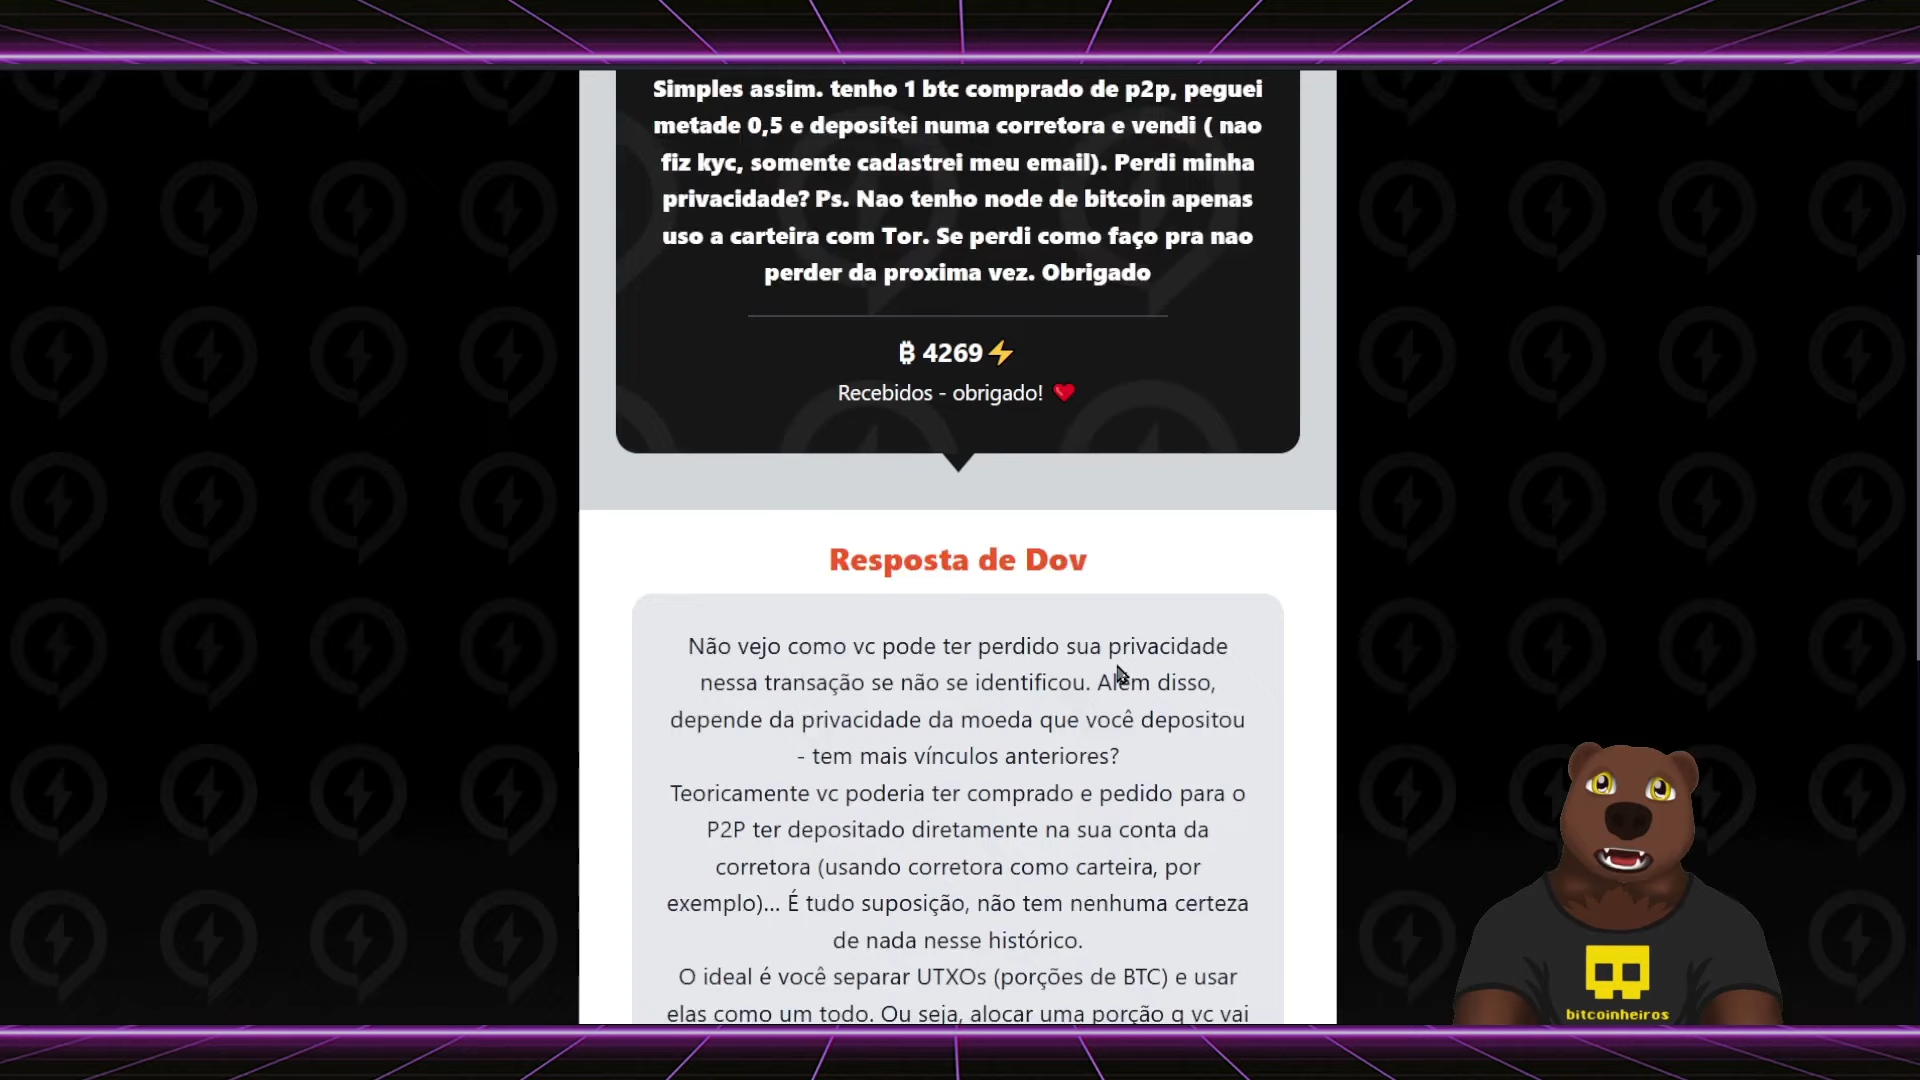 Simples assim. tenho 1 btc comprado de p2p, peguei
metade 0,5 e depositei numa corretora e vendi ( nao
fiz kyc, somente cadastrei meu email). Perdi minha
privacidade? Ps. Nao tenho node de bitcoin apenas
uso a carteira com Tor. Se perdi como faço pra nao
perder da proxima vez. Obrigado
₿ 4269⚡
Recebidos - obrigado! ❤️
Resposta de Dov
Não vejo como vc pode ter perdido sua privacidade
nessa transação se não se identificou. Além disso,
depende da privacidade da moeda que você depositou
- tem mais vínculos anteriores?
Teoricamente vc poderia ter comprado e pedido para o
P2P ter depositado diretamente na sua conta da
corretora (usando corretora como carteira, por
exemplo)... É tudo suposição, não tem nenhuma certeza
de nada nesse histórico.
O ideal é você separar UTXOs (porções de BTC) e usar
elas como um todo. Ou seja, alocar uma porção q vc vai
bitcoinheiros